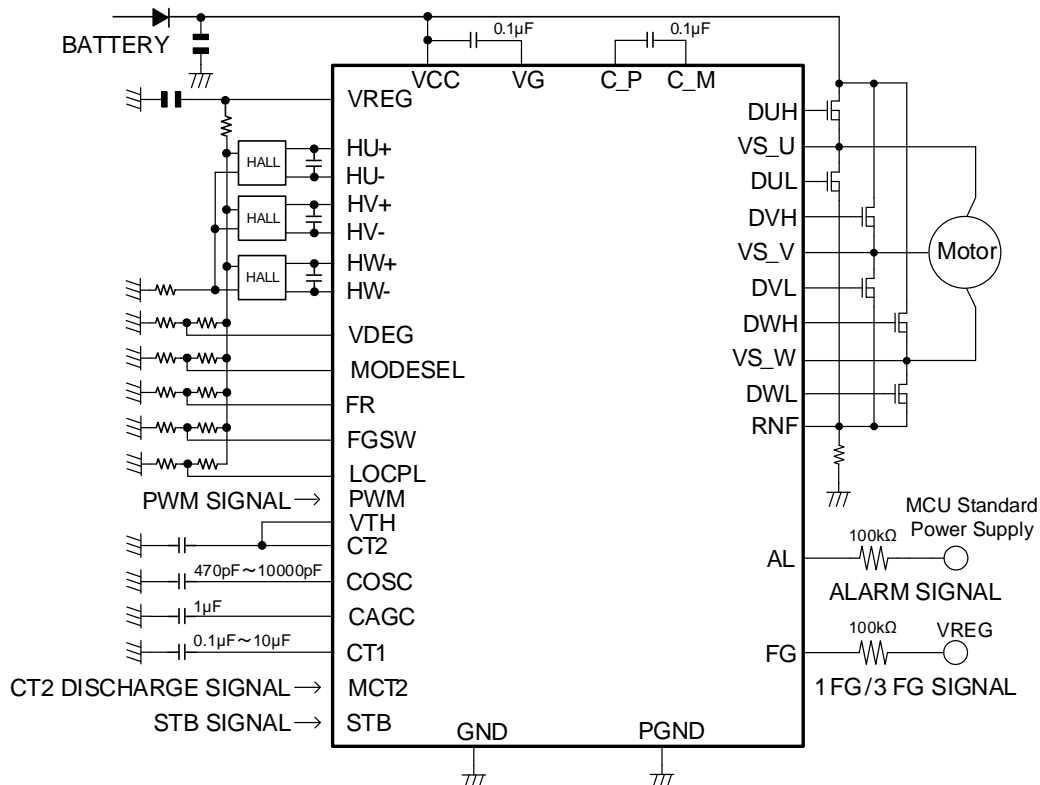 BATTERY
0.1μF
0.1μF
VCC
VG
C_P
C_M
VREG
HU+
HU-
HV+
HV-
HW+
HW-
HALL
HALL
HALL
VDEG
MODESEL
FR
FGSW
LOCPL
PWM SIGNAL→
PWM
VTH
CT2
470pF～10000pF
COSC
1μF
CAGC
0.1μF～10μF
CT1
CT2 DISCHARGE SIGNAL→
MCT2
STB SIGNAL→
STB
GND
PGND
DUH
VS_U
DUL
DVH
VS_V
DVL
DWH
VS_W
DWL
RNF
Motor
MCU Standard
Power Supply
AL
100kΩ
ALARM SIGNAL
FG
100kΩ
VREG
1FG/3 FG SIGNAL